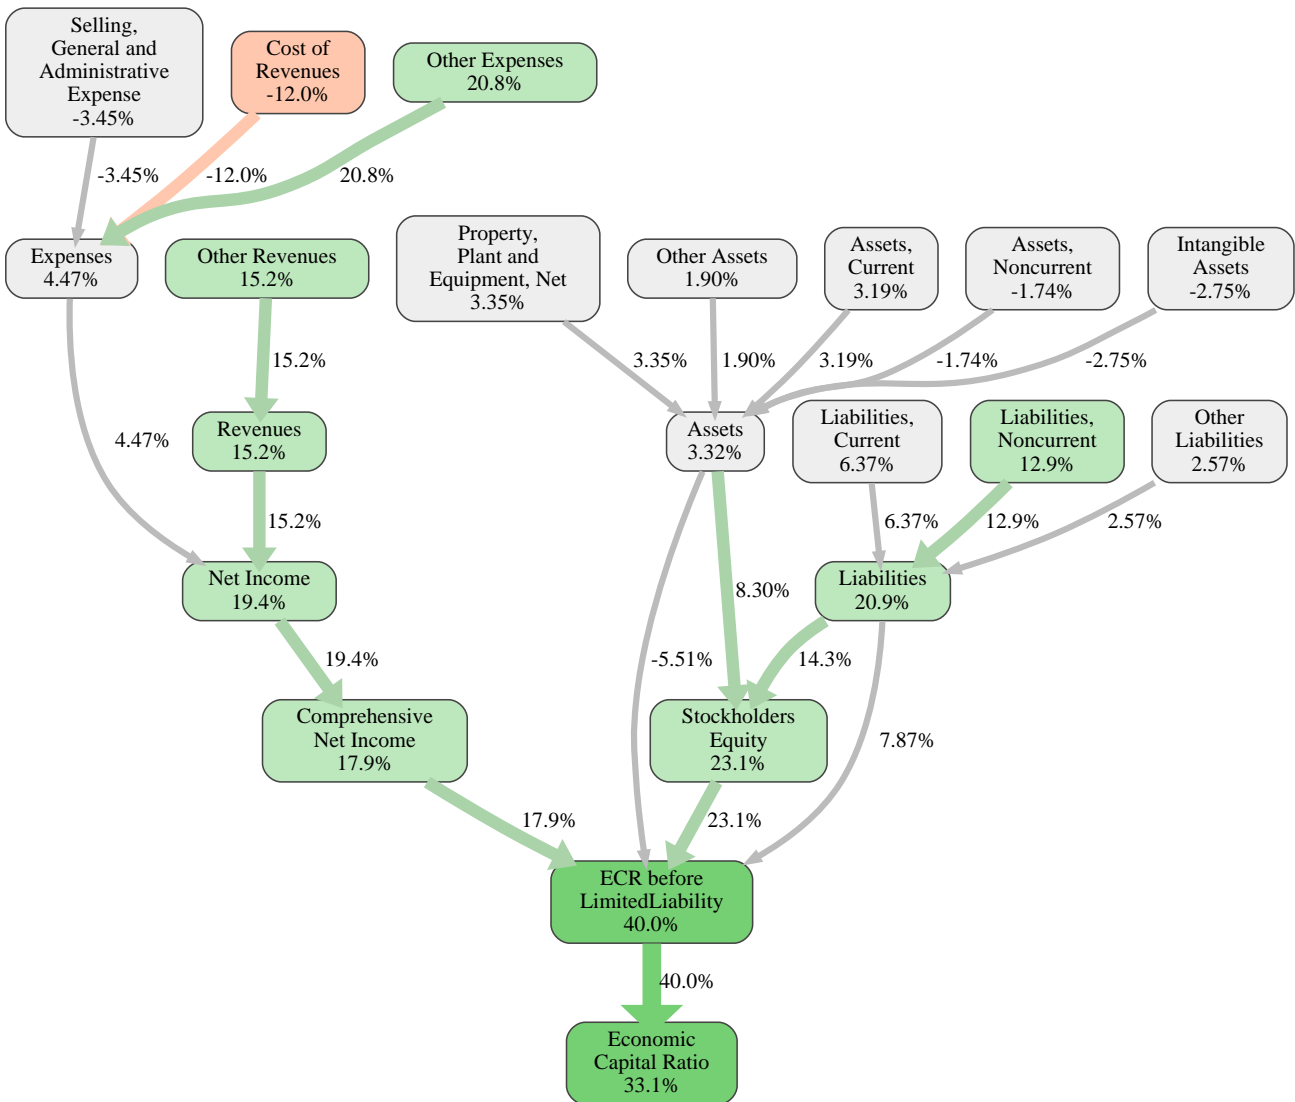 Selling,
General and
Administrative
Expense
-3.45%
Cost of
Revenues
-12.0%
Other Expenses
20.8%
-3.45%
-12.0%
20.8%
Expenses
4.47%
Other Revenues
15.2%
Property,
Plant and
Equipment, Net
3.35%
Other Assets
1.90%
Assets,
Current
3.19%
Assets,
Noncurrent
-1.74%
Intangible
Assets
-2.75%
15.2%
3.35%
1.90%
3.19%
-1.74%
-2.75%
4.47%
Revenues
15.2%
Assets
3.32%
Liabilities,
Current
6.37%
Liabilities,
Noncurrent
12.9%
Other
Liabilities
2.57%
15.2%
6.37%
12.9%
2.57%
Net Income
19.4%
8.30%
Liabilities
20.9%
19.4%
-5.51%
14.3%
Comprehensive
Net Income
17.9%
Stockholders
Equity
23.1%
7.87%
17.9%
23.1%
ECR before
LimitedLiability
40.0%
40.0%
Economic
Capital Ratio
33.1%